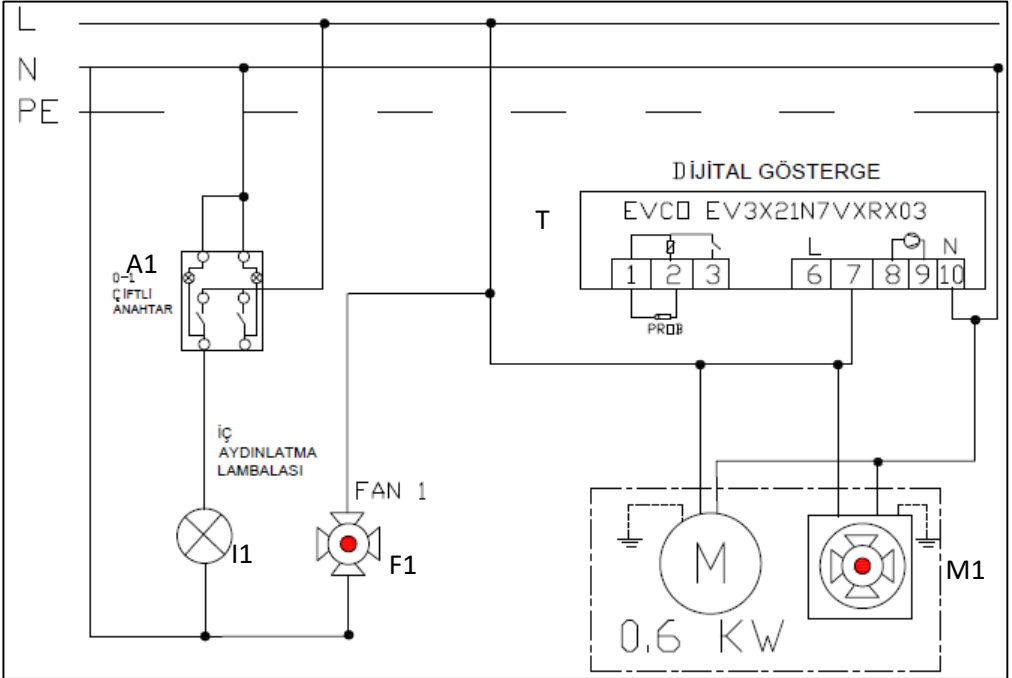 L
N
PE
DİJİTAL GÖSTERGE
T
EVCO EV3X21N7VXRX03
L
N
1 2 3 6 7 8 9 10
PROB
A1
0-1
ÇİFTLİ
ANAHTAR
İÇ
AYDINLATMA
LAMBALASI
FAN 1
I1
F1
M
M1
0.6 KW